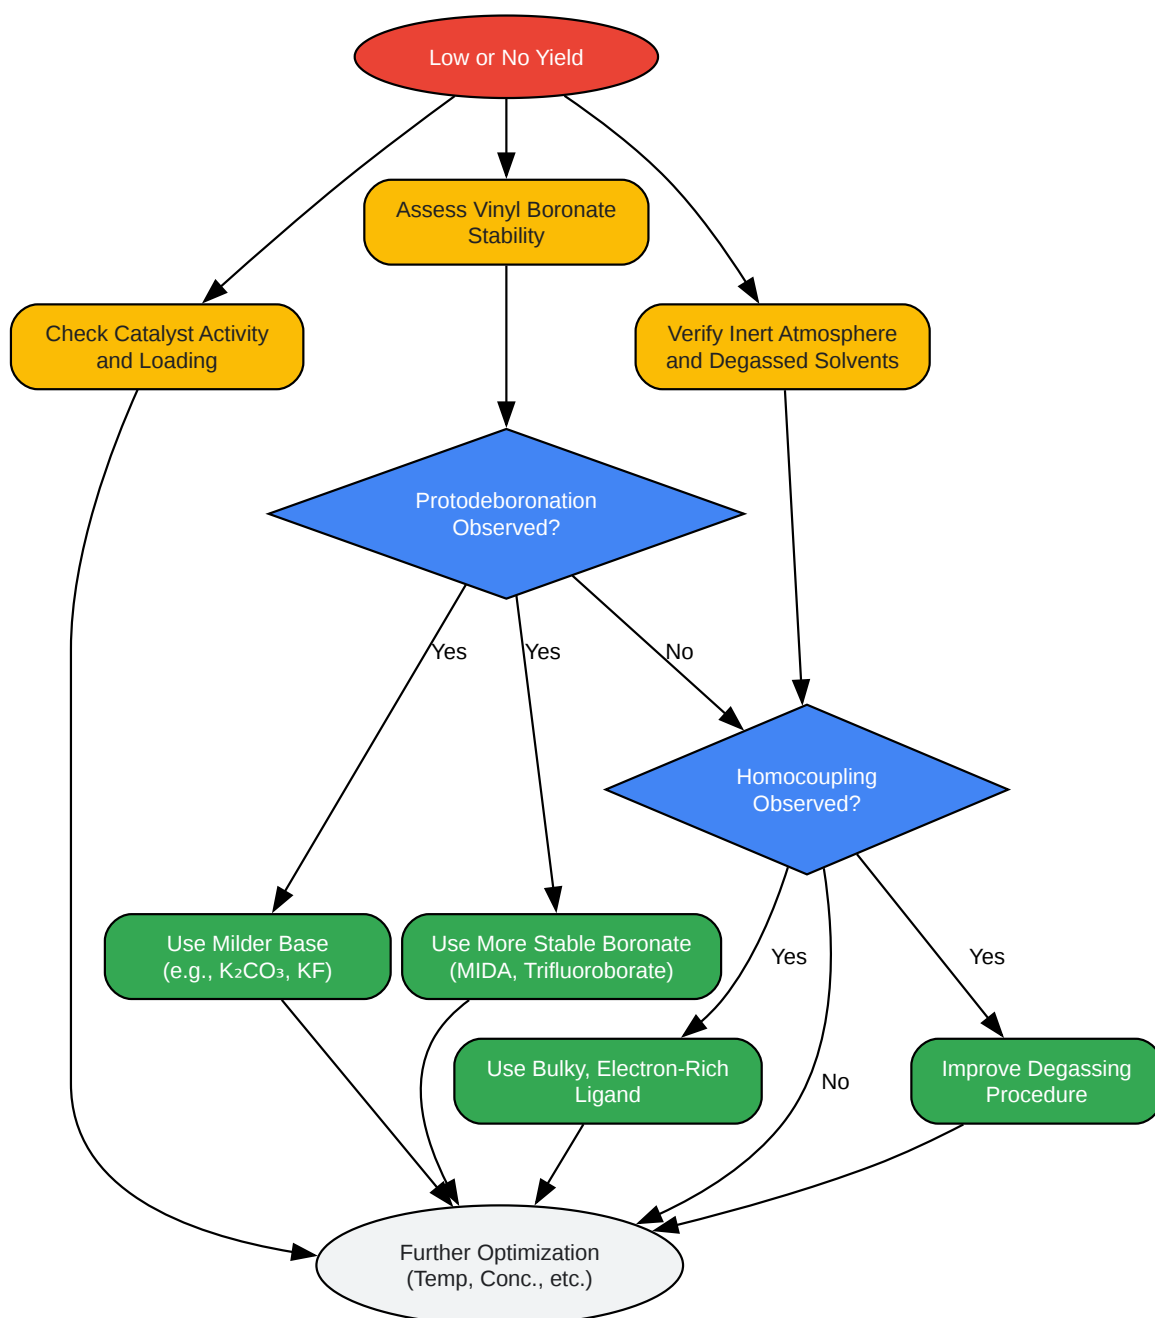 Low or No Yield
Assess Vinyl Boronate
Stability
Check Catalyst Activity
and Loading
Verify Inert Atmosphere
and Degassed Solvents
Protodeboronation
Observed?
Yes
Yes
No
Homocoupling
Observed?
Use Milder Base
(e.g., K₂CO₃, KF)
Use More Stable Boronate
(MIDA, Trifluoroborate)
Yes
Yes
Use Bulky, Electron-Rich
Ligand
No
Improve Degassing
Procedure
Further Optimization
(Temp, Conc., etc.)